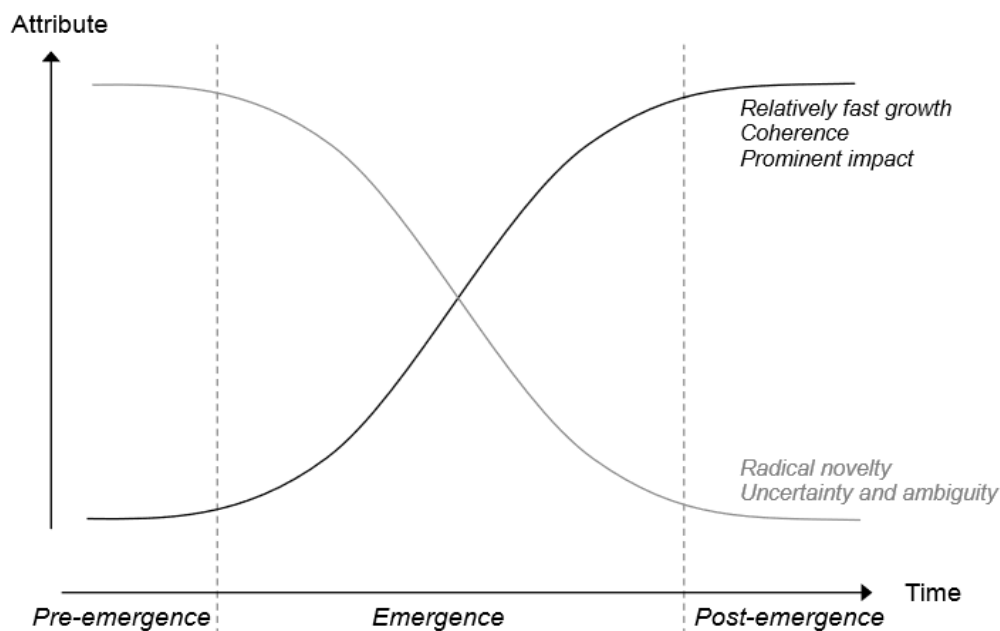 Attribute
Relatively fast growth
Coherence
Prominent impact
Radical novelty
Uncertainty and ambiguity
Time
Pre-emergence
Emergence
Post-emergence